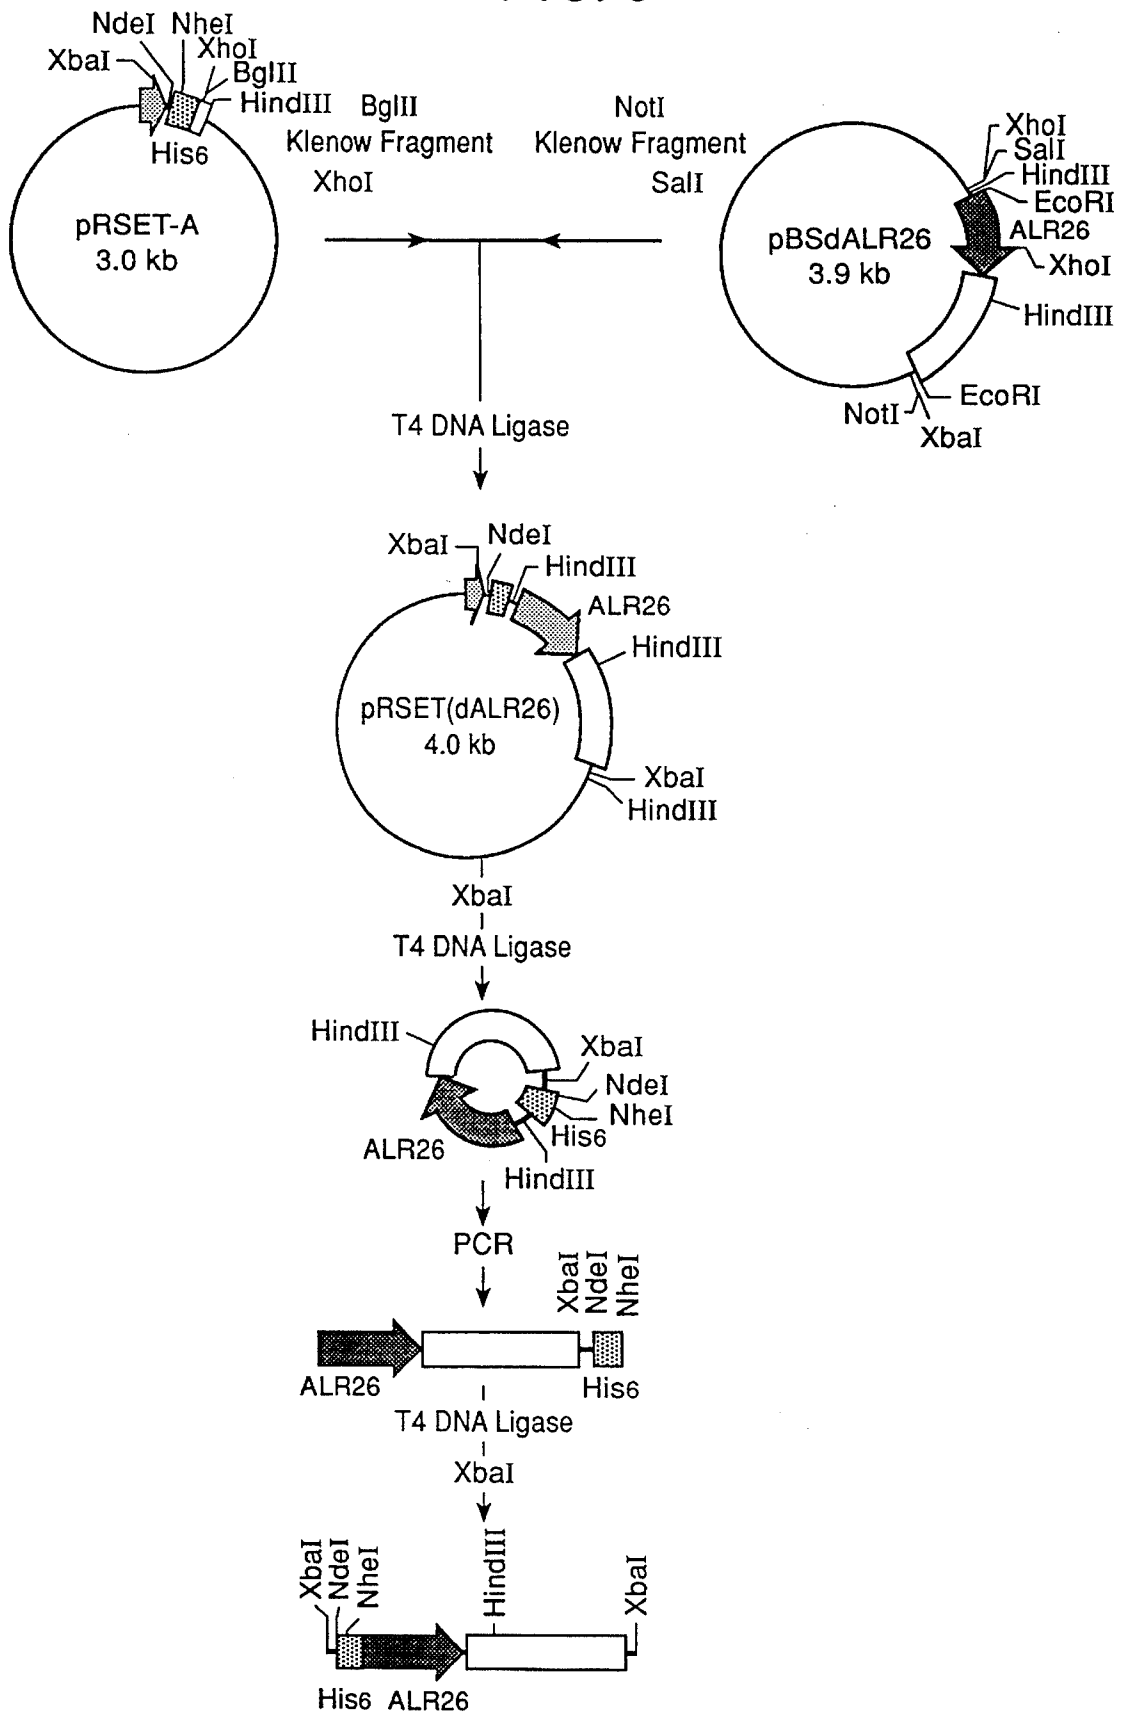 NdeI NheI
XbaI
XhoI
BglII
HindIII
His6
pRSET-A
3.0 kb
BglII
Klenow Fragment
XhoI
NotI
Klenow Fragment
SalI
XhoI
SalI
HindIII
EcoRI
ALR26
XhoI
pBSdALR26
3.9 kb
HindIII
EcoRI
NotI
XbaI
T4 DNA Ligase
XbaI
NdeI
HindIII
ALR26
HindIII
pRSET(dALR26)
4.0 kb
XbaI
HindIII
XbaI
T4 DNA Ligase
HindIII
XbaI
NdeI
NheI
His6
ALR26
HindIII
PCR
XbaI
NdeI
NheI
ALR26
His6
T4 DNA Ligase
XbaI
XbaI
NdeI
NheI
HindIII
XbaI
His6 ALR26